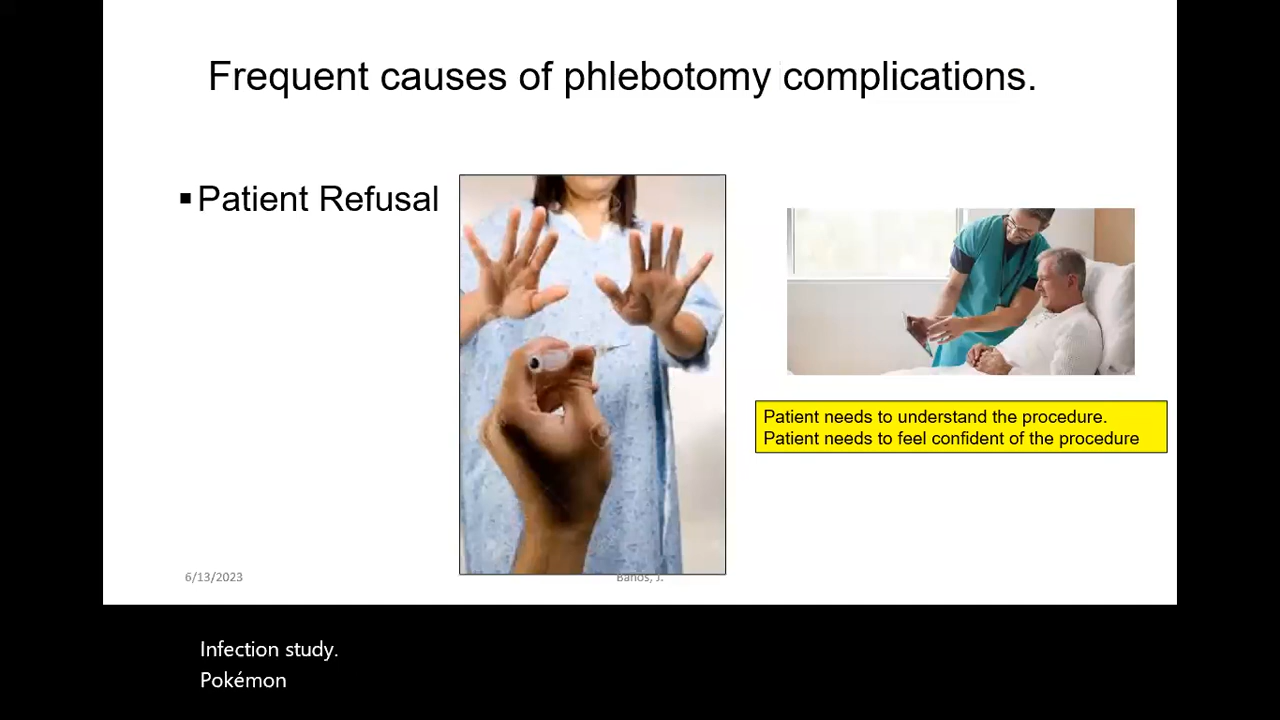 Frequent causes of phlebotomy complications.
▪Patient Refusal
Patient needs to understand the procedure.
Patient needs to feel confident of the procedure
6/13/2023
Barlos, J.
Infection study.
Pokémon